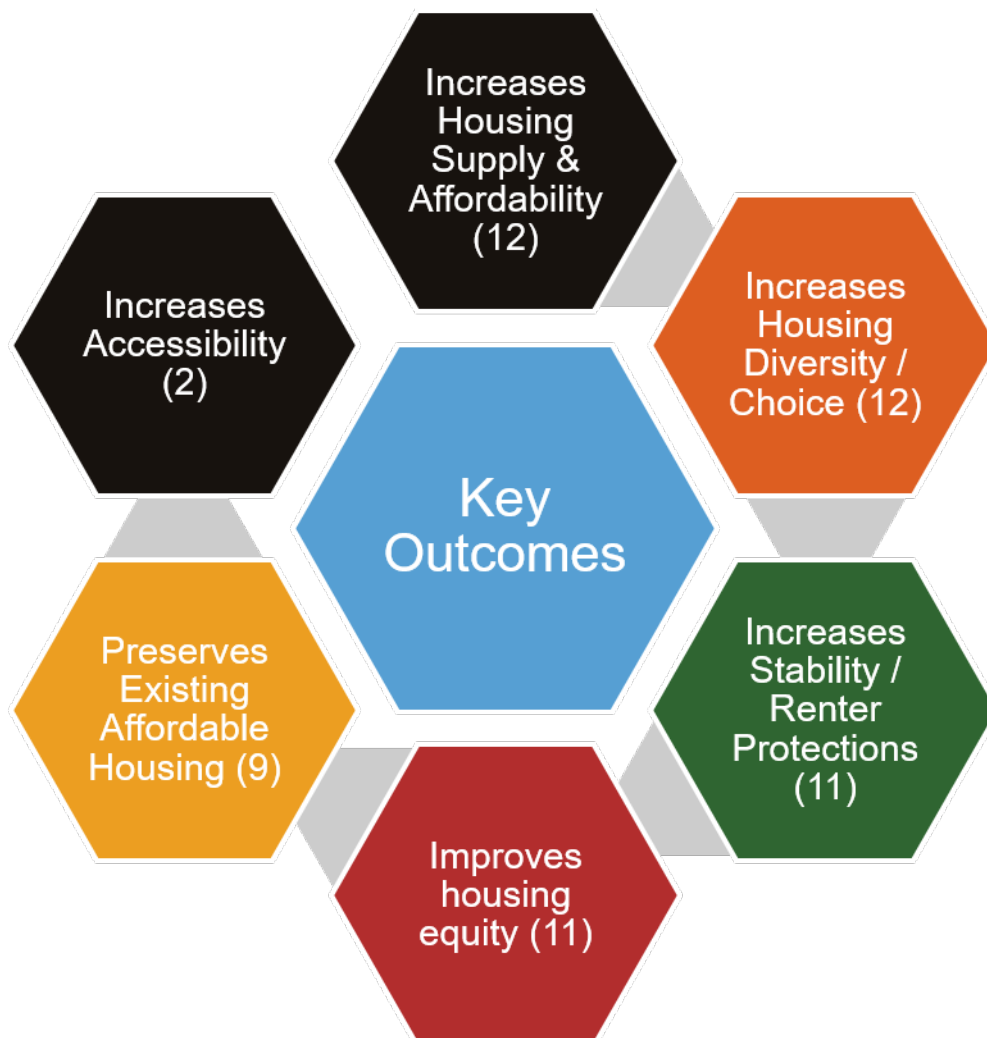 Increases
Housing
Supply &
Affordability
(12)
Increases
Housing
Diversity /
Choice (12)
Increases
Stability /
Renter
Protections
(11)
Improves
housing
equity (11)
Preserves
Existing
Affordable
Housing (9)
Increases
Accessibility
(2)
Key
Outcomes